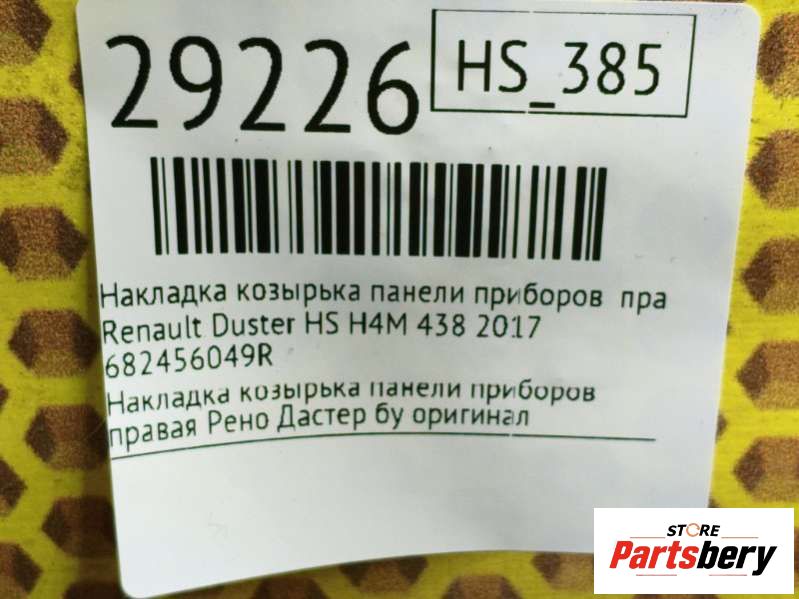 29226
HS_385
Накладка козырька панели приборов пра
Renault Duster HS H4M 438 2017
682456049R
Накладка козырька панели приборов
правая Рено Дастер бу оригинал
STORE
Partsbery